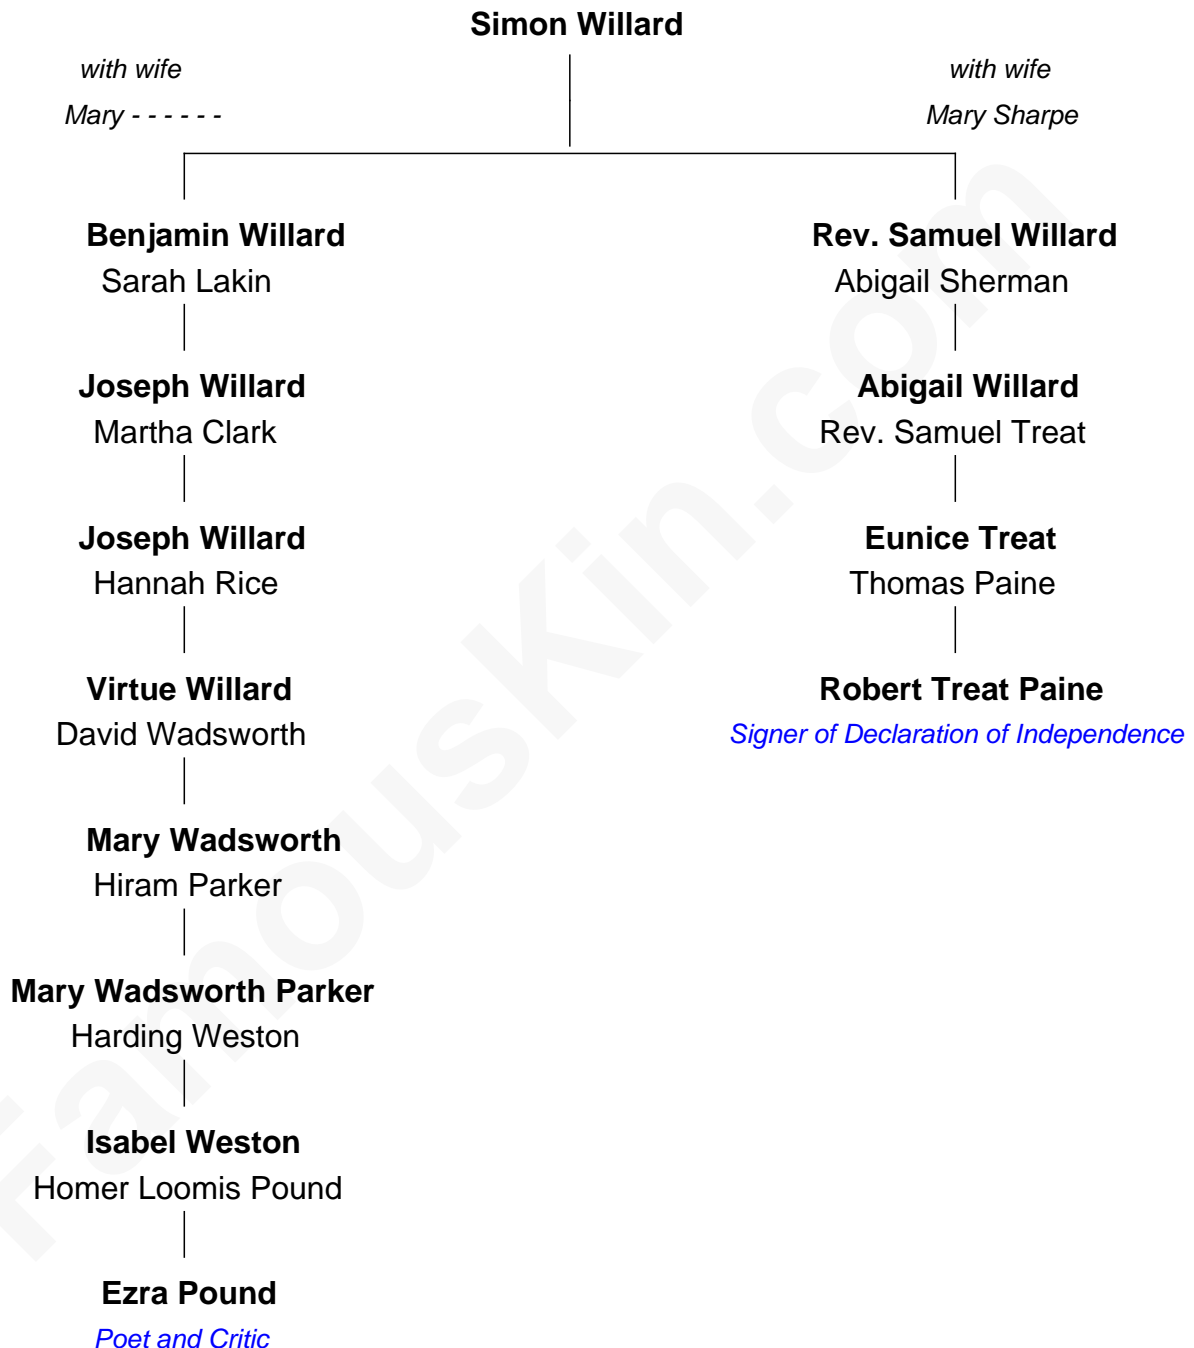 Simon Willard
with wife
Mary - - - - - -
with wife
Mary Sharpe
Benjamin Willard
Sarah Lakin
Rev. Samuel Willard
Abigail Sherman
Joseph Willard
Martha Clark
Abigail Willard
Rev. Samuel Treat
Joseph Willard
Hannah Rice
Eunice Treat
Thomas Paine
Virtue Willard
David Wadsworth
Robert Treat Paine
Signer of Declaration of Independence
Mary Wadsworth
Hiram Parker
Mary Wadsworth Parker
Harding Weston
Isabel Weston
Homer Loomis Pound
Ezra Pound
Poet and Critic
FamousKin.com